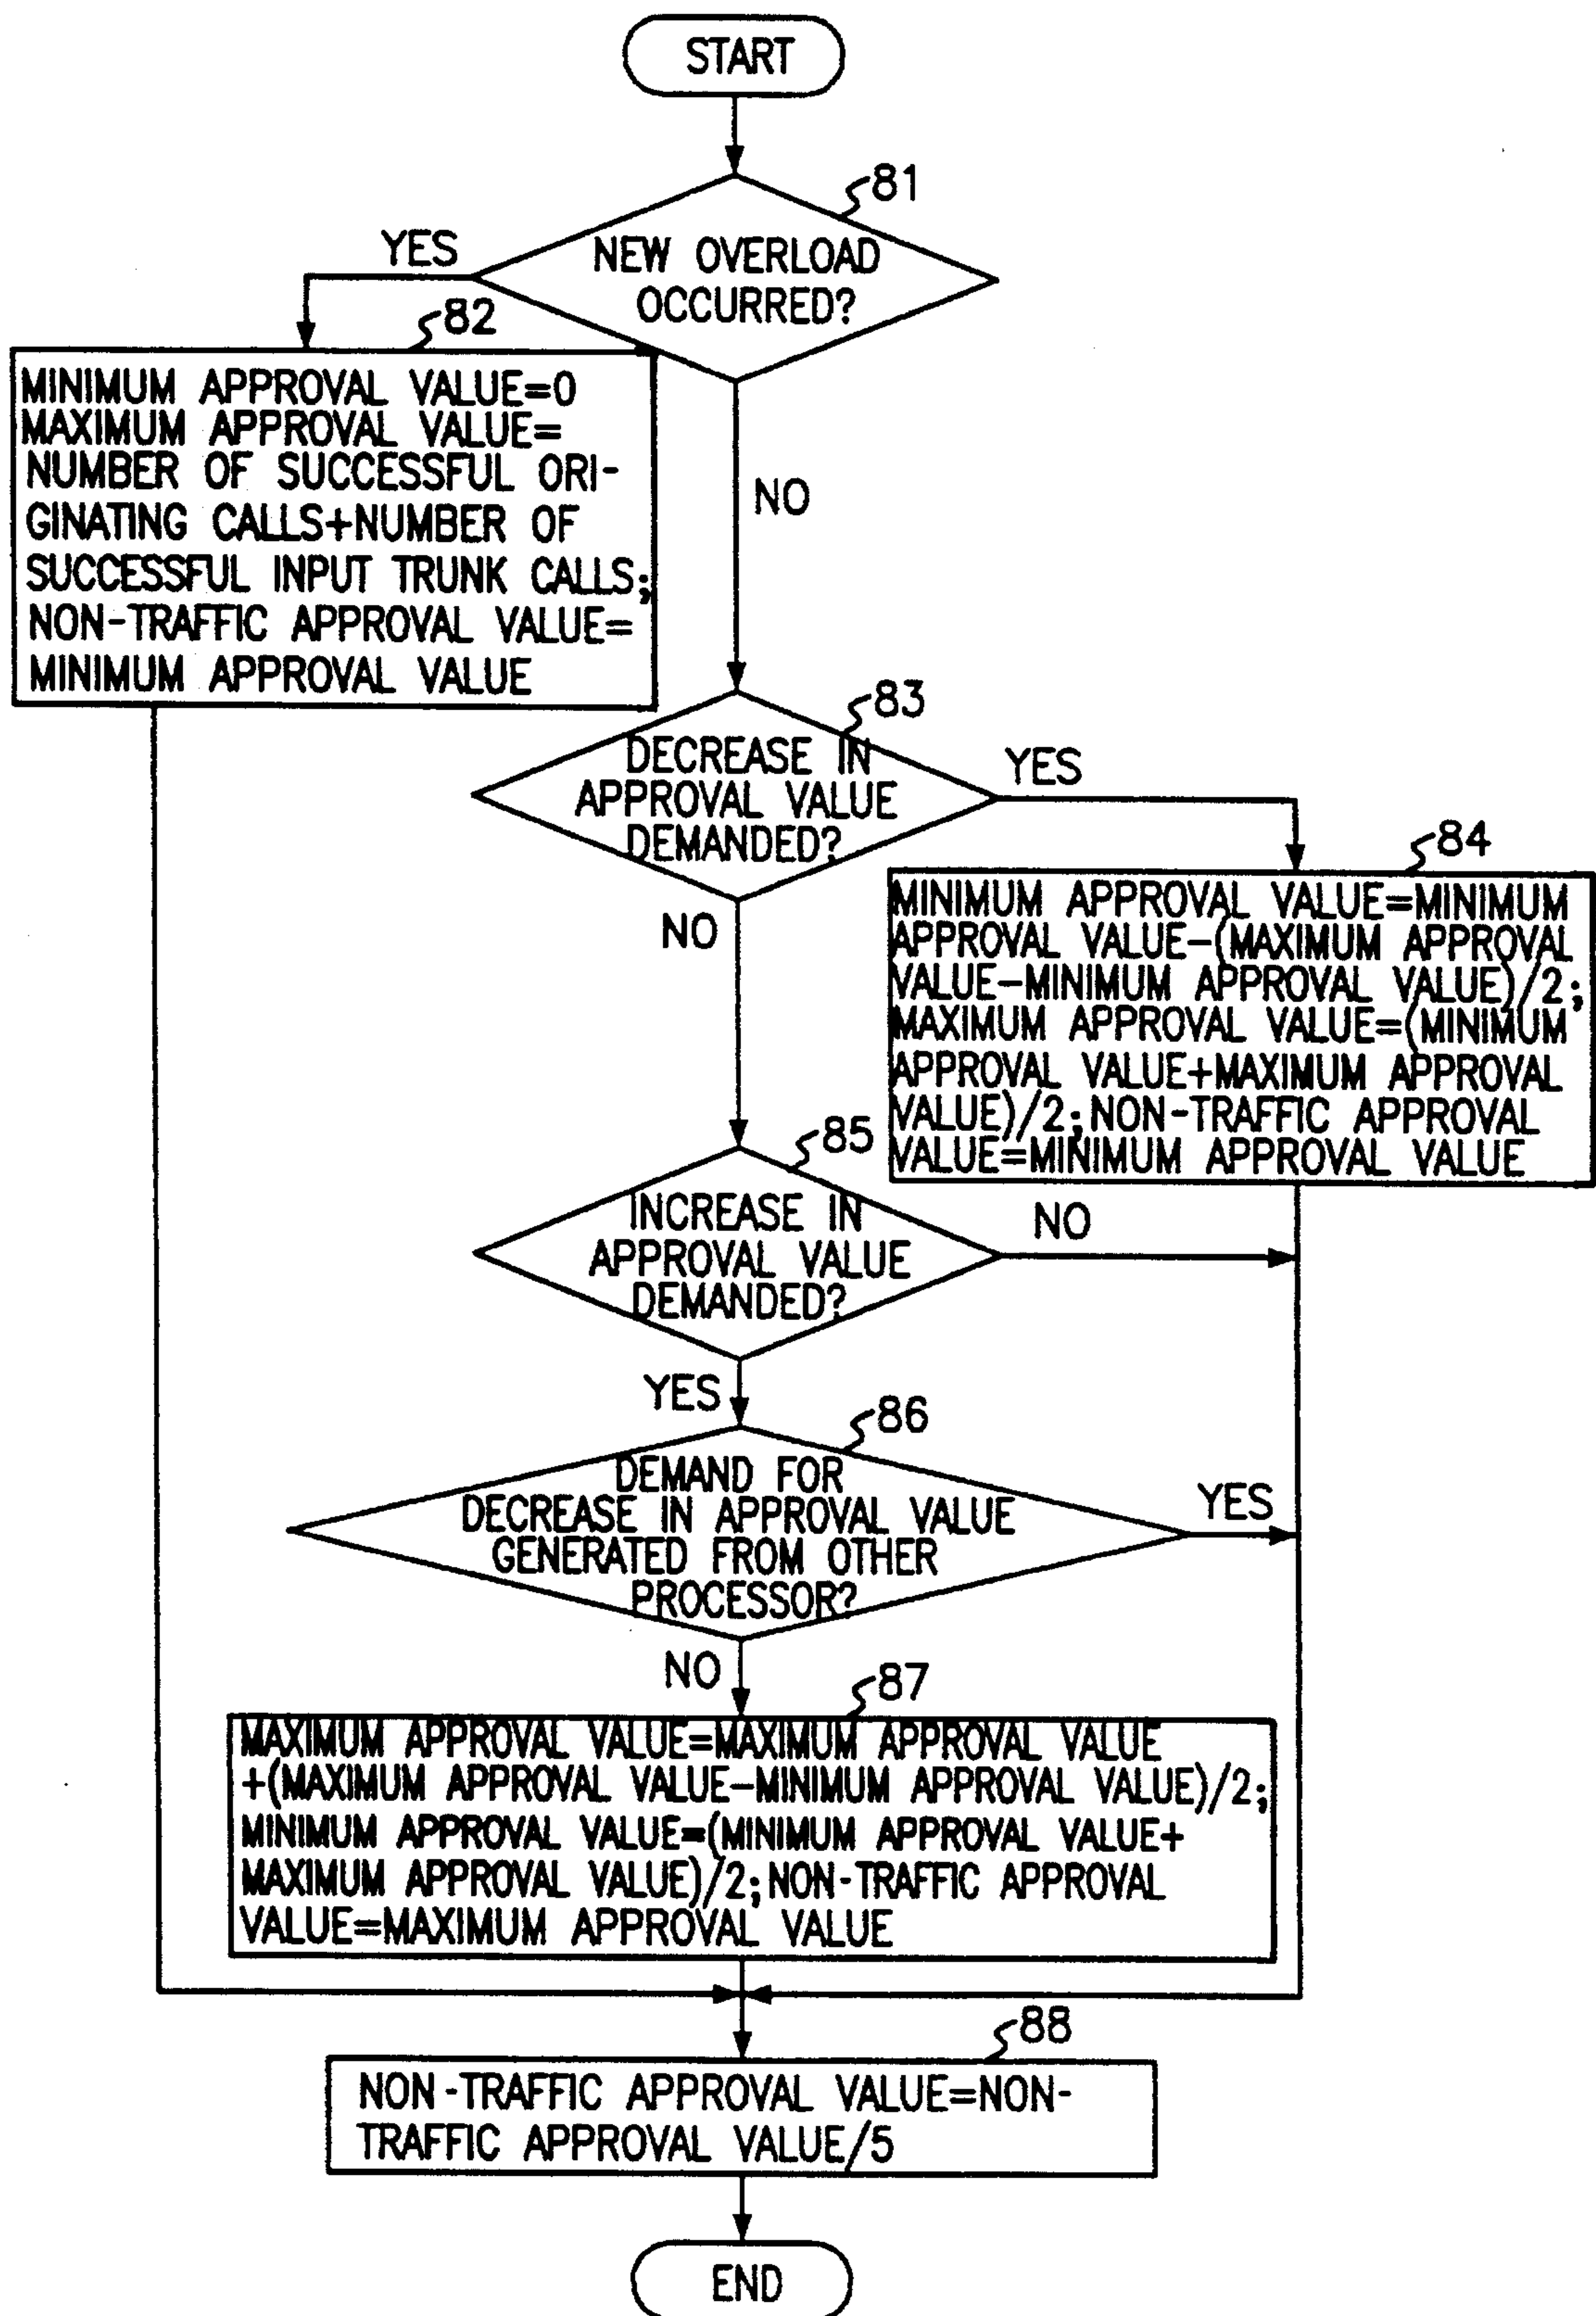 START
81
YES
NEW OVERLOAD
OCCURRED?
82
MINIMUM APPROVAL VALUE=0
MAXIMUM APPROVAL VALUE=
NUMBER OF SUCCESSFUL ORI-
GINATING CALLS+NUMBER OF
SUCCESSFUL INPUT TRUNK CALLS;
NON-TRAFFIC APPROVAL VALUE=
MINIMUM APPROVAL VALUE
NO
83
DECREASE IN
APPROVAL VALUE
DEMANDED?
YES
84
MINIMUM APPROVAL VALUE=MINIMUM
APPROVAL VALUE-(MAXIMUM APPROVAL
VALUE-MINIMUM APPROVAL VALUE)/2;
MAXIMUM APPROVAL VALUE=(MINIMUM
APPROVAL VALUE+MAXIMUM APPROVAL
VALUE)/2;NON-TRAFFIC APPROVAL
VALUE=MINIMUM APPROVAL VALUE
NO
85
INCREASE IN
APPROVAL VALUE
DEMANDED?
NO
YES
86
DEMAND FOR
DECREASE IN APPROVAL VALUE
GENERATED FROM OTHER
PROCESSOR?
YES
NO
87
MAXIMUM APPROVAL VALUE=MAXIMUM APPROVAL VALUE
+(MAXIMUM APPROVAL VALUE-MINIMUM APPROVAL VALUE)/2;
MINIMUM APPROVAL VALUE=(MINIMUM APPROVAL VALUE+
MAXIMUM APPROVAL VALUE)/2;NON-TRAFFIC APPROVAL
VALUE=MAXIMUM APPROVAL VALUE
88
NON-TRAFFIC APPROVAL VALUE=NON-
TRAFFIC APPROVAL VALUE/5
END